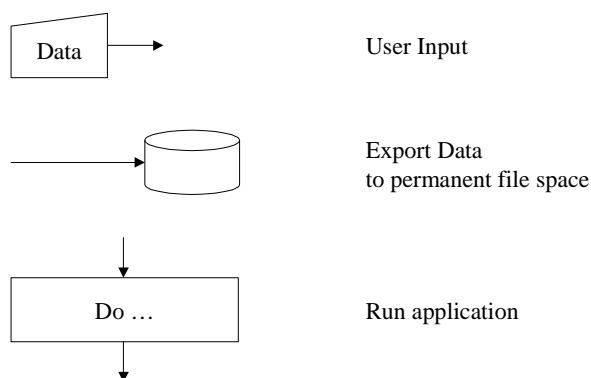 Data
User Input
Export Data
to permanent file space
Do …
Run application